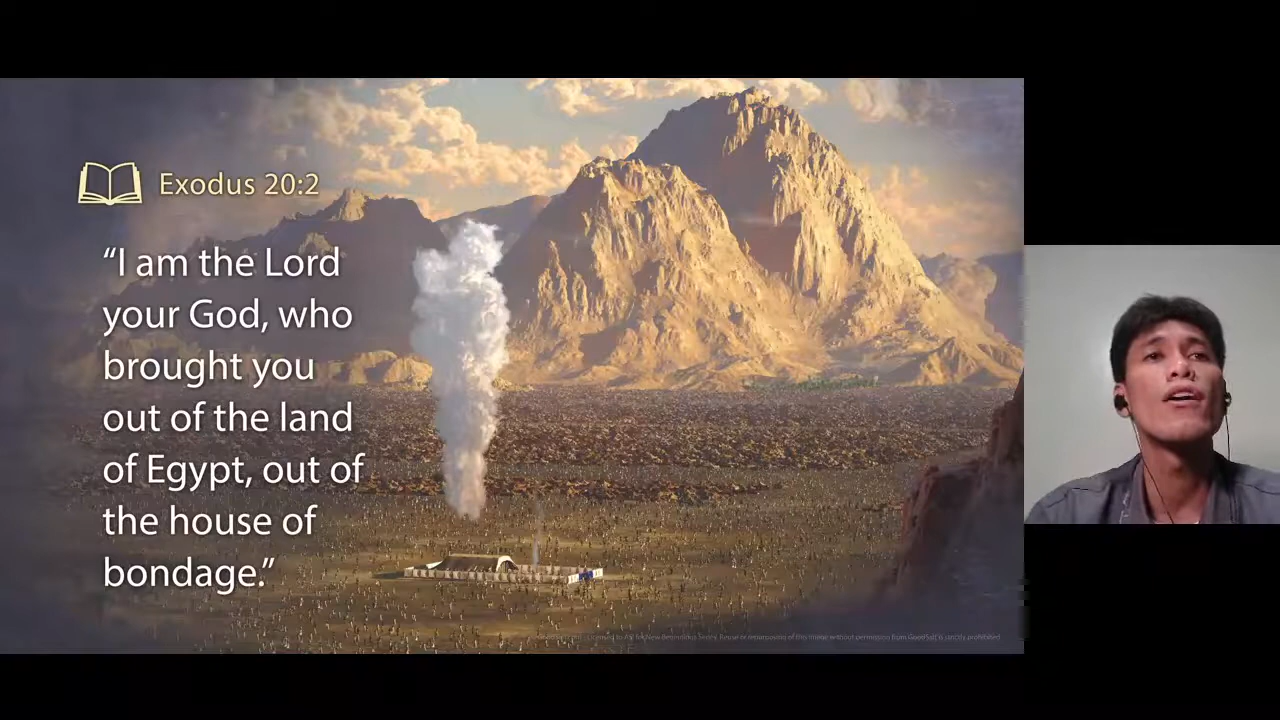 Exodus 20:2
“I am the Lord
your God, who
brought you
out of the land
of Egypt, out of
the house of
bondage.”